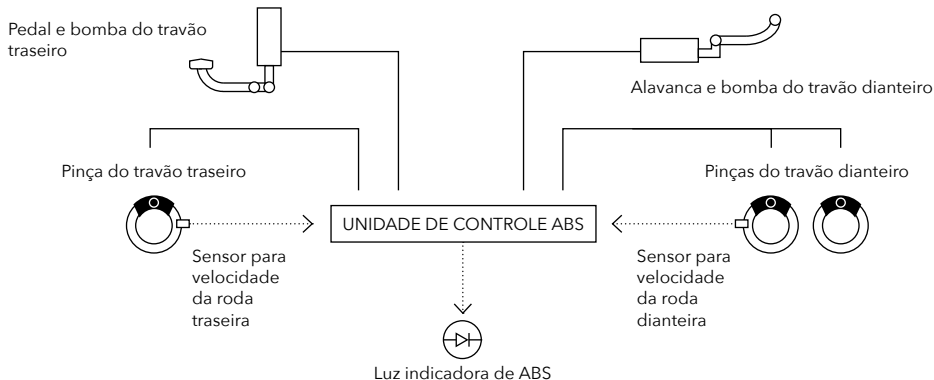 Pedal e bomba do travão
traseiro
Alavanca e bomba do travão dianteiro
Pinça do travão traseiro
Pinças do travão dianteiro
UNIDADE DE CONTROLE ABS
Sensor para
velocidade
da roda
traseira
Sensor para
velocidade
da roda
dianteira
Luz indicadora de ABS